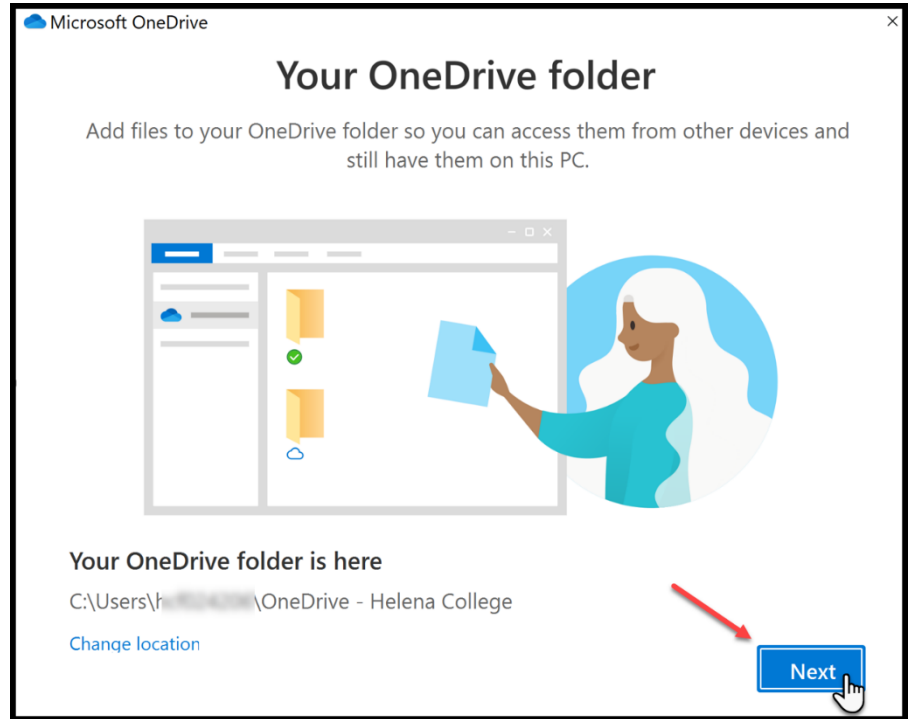 Microsoft OneDrive
Your OneDrive folder
Add files to your OneDrive folder so you can access them from other devices and
still have them on this PC.
Your OneDrive folder is here
C:\Users\h \OneDrive - Helena College
Change location
Next